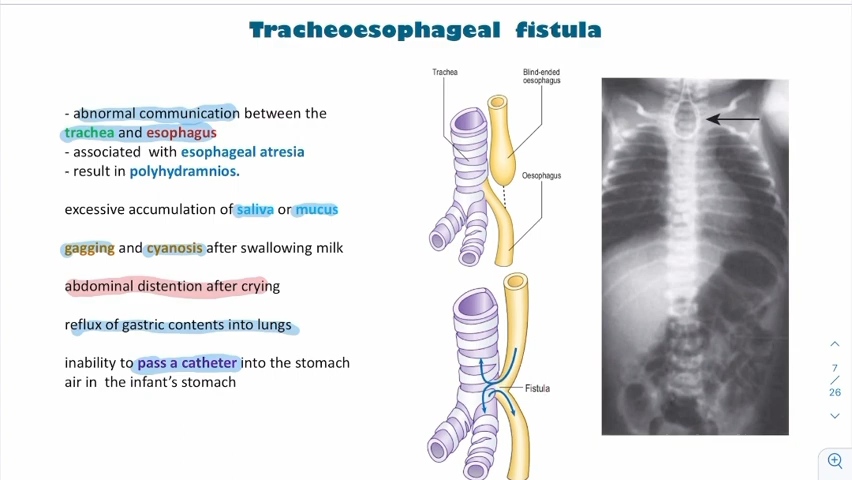 Tracheoesophageal fistula
- abnormal communication between the
trachea and esophagus
- associated with esophageal atresia
- result in polyhydramnios.
excessive accumulation of saliva or mucus
gagging and cyanosis after swallowing milk
abdominal distention after crying
reflux of gastric contents into lungs
inability to pass a catheter into the stomach
air in the infant's stomach
Trachea
Blind-ended
oesophagus
Oesophagus
Fistula
7
/
26